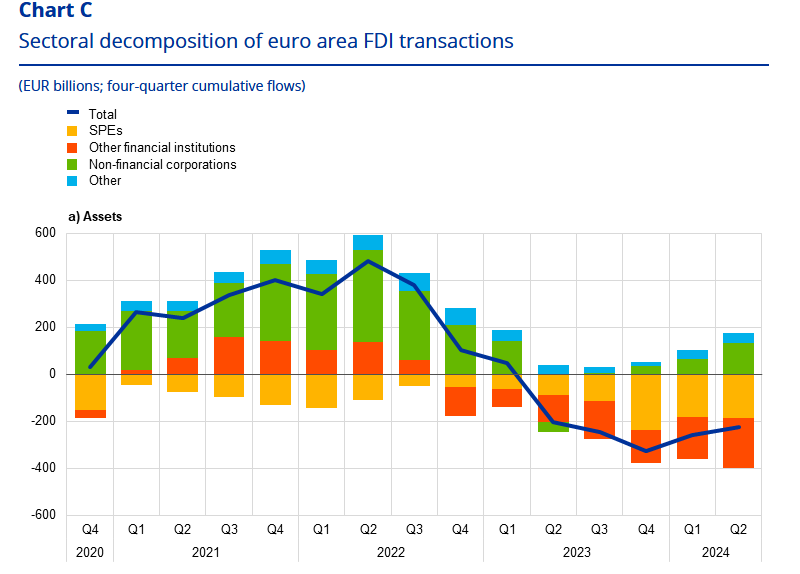 Chart C
Sectoral decomposition of euro area FDI transactions
(EUR billions; four-quarter cumulative flows)
Total
SPEs
Other financial institutions
Non-financial corporations
Other
a) Assets
600
400
200
0
-200
-400
-600
Q4 Q1 Q2 Q3 Q4 Q1 Q2 Q3 Q4 Q1 Q2 Q3 Q4 Q1 Q2
2020 2021 2022 2023 2024